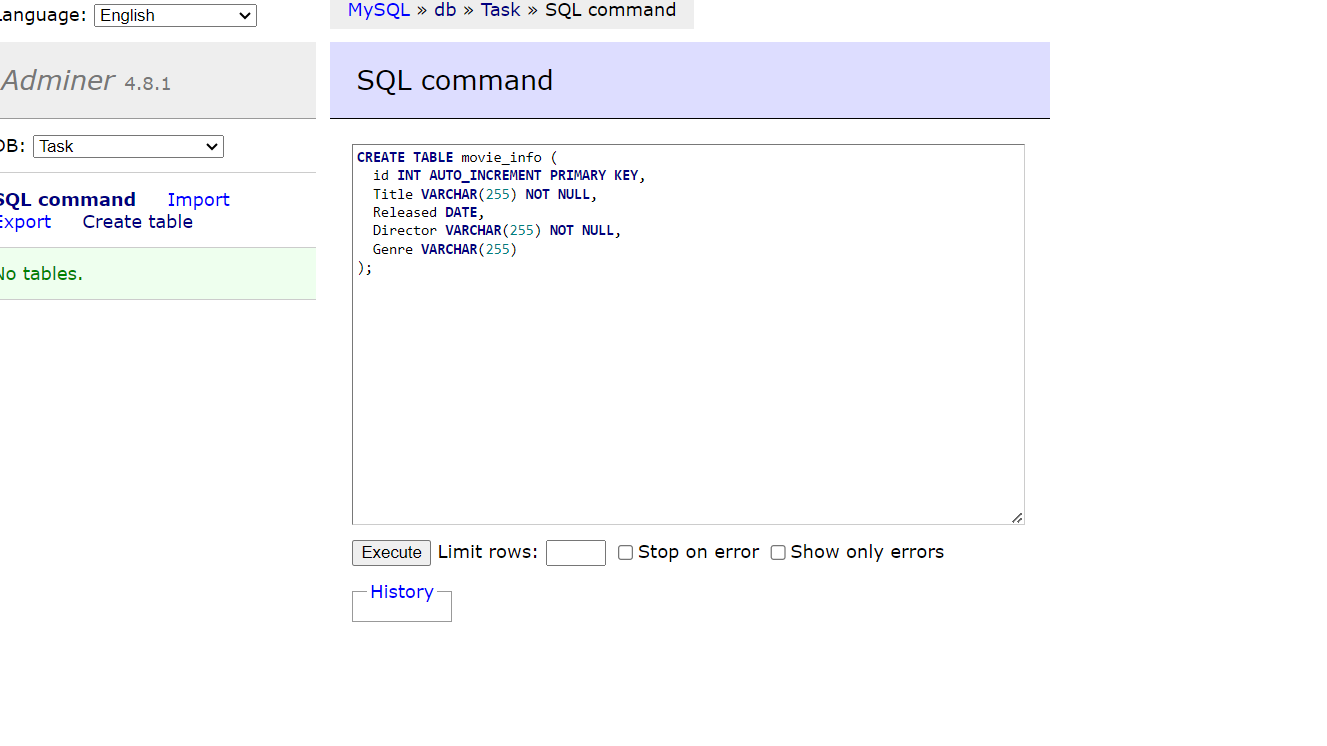 Language: English
MySQL » db » Task » SQL command
Adminer 4.8.1
SQL command
DB: Task
SQL command Import
Export Create table
No tables.
CREATE TABLE movie_info (
id INT AUTO_INCREMENT PRIMARY KEY,
Title VARCHAR(255) NOT NULL,
Released DATE,
Director VARCHAR(255) NOT NULL,
Genre VARCHAR(255)
);
Execute Limit rows: Stop on error Show only errors
History